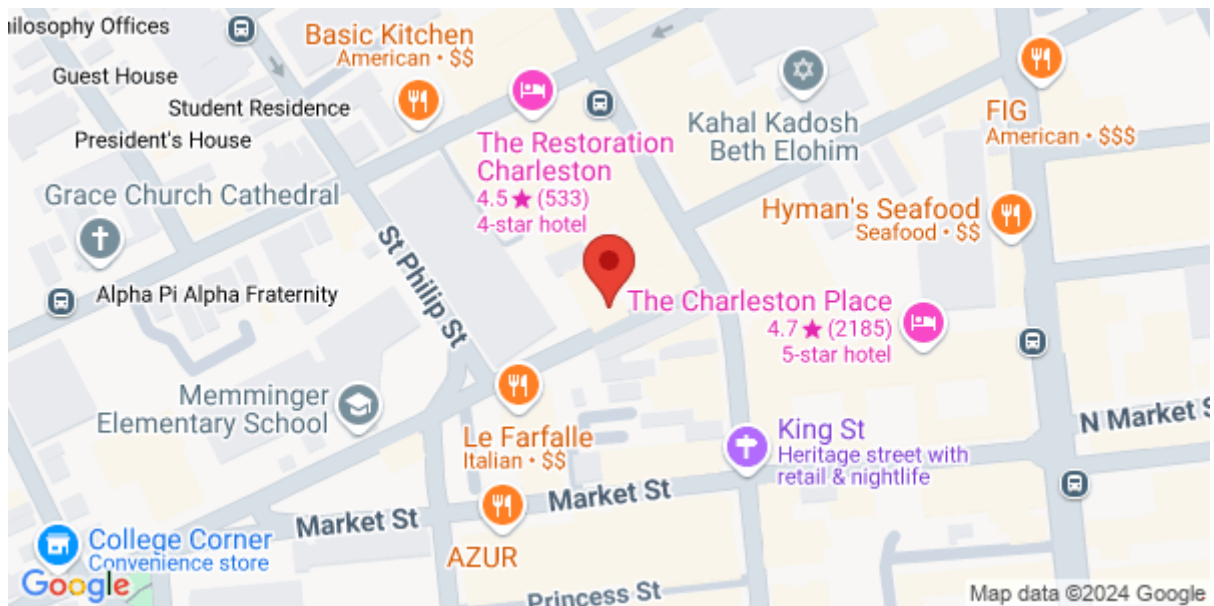 ilosophy Offices
Basic Kitchen
American • $$
Guest House
Student Residence
President's House
The Restoration
Charleston
4.5★ (533)
4-star hotel
Kahal Kadosh
Beth Elohim
FIG
American • $$$
Grace Church Cathedral
Hyman's Seafood
Seafood • $$
St Philip St
Alpha Pi Alpha Fraternity
The Charleston Place
4.7★ (2185)
5-star hotel
Memminger
Elementary School
Le Farfalle
Italian • $$
King St
Heritage street with
retail & nightlife
N Market S
Market St
Market St
AZUR
College Corner
Convenience store
Princess St
Google
Map data ©2024 Google